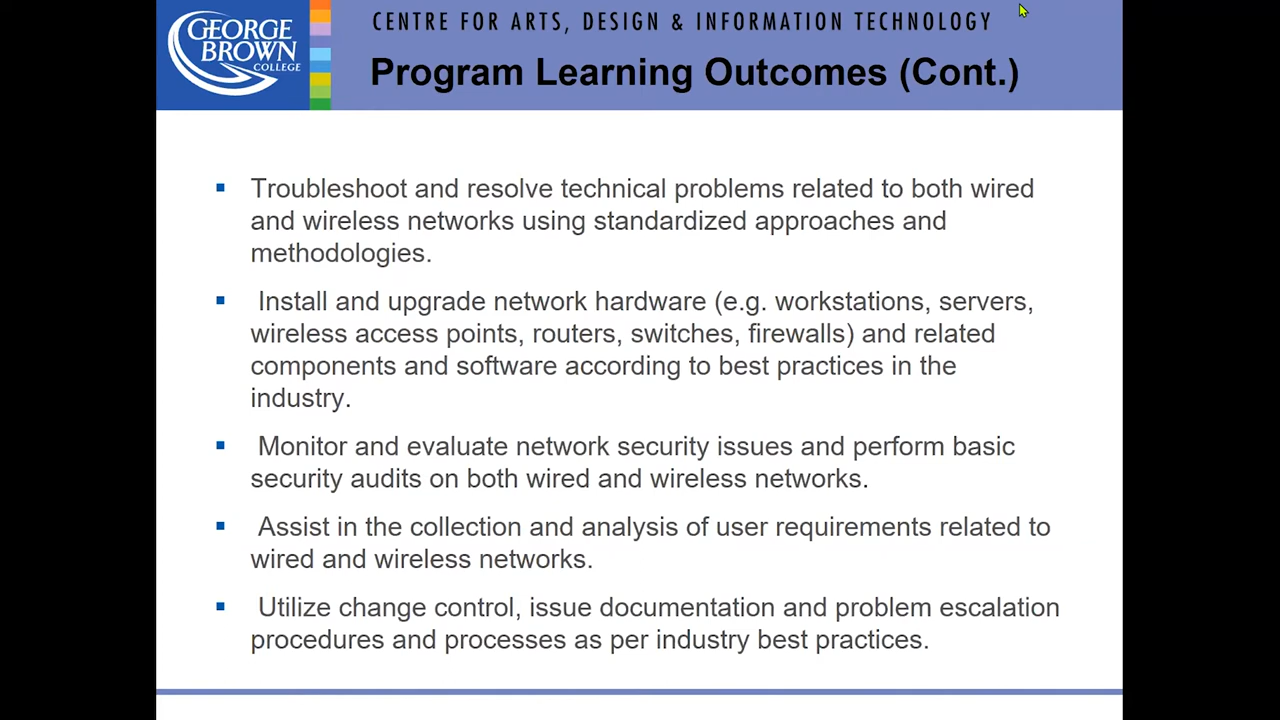 GEORGE
BROWN
COLLEGE
CENTRE FOR ARTS, DESIGN & INFORMATION TECHNOLOGY
Program Learning Outcomes (Cont.)
Troubleshoot and resolve technical problems related to both wired
and wireless networks using standardized approaches and
methodologies.
Install and upgrade network hardware (e.g. workstations, servers,
wireless access points, routers, switches, firewalls) and related
components and software according to best practices in the
industry.
Monitor and evaluate network security issues and perform basic
security audits on both wired and wireless networks.
Assist in the collection and analysis of user requirements related to
wired and wireless networks.
Utilize change control, issue documentation and problem escalation
procedures and processes as per industry best practices.